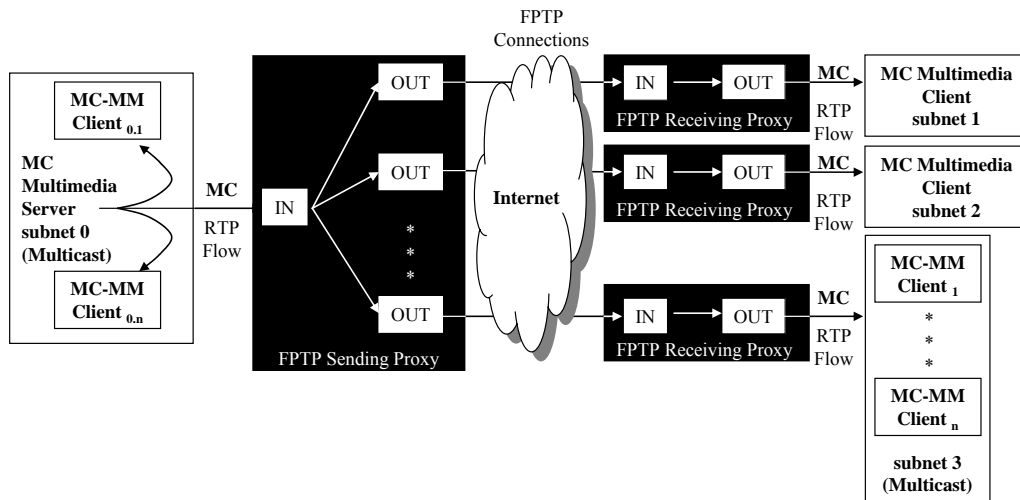 FPTP
Connections
MC-MM
Client 0.1
MC
Multimedia
Server
subnet 0
(Multicast)
MC-MM
Client 0.n
MC
RTP
Flow
IN
OUT
OUT
*
*
*
OUT
FPTP Sending Proxy
Internet
IN
OUT
FPTP Receiving Proxy
MC
RTP
Flow
MC Multimedia
Client
subnet 1
IN
OUT
FPTP Receiving Proxy
MC
RTP
Flow
MC Multimedia
Client
subnet 2
IN
OUT
FPTP Receiving Proxy
MC
RTP
Flow
MC-MM
Client 1
*
*
*
MC-MM
Client n
subnet 3
(Multicast)